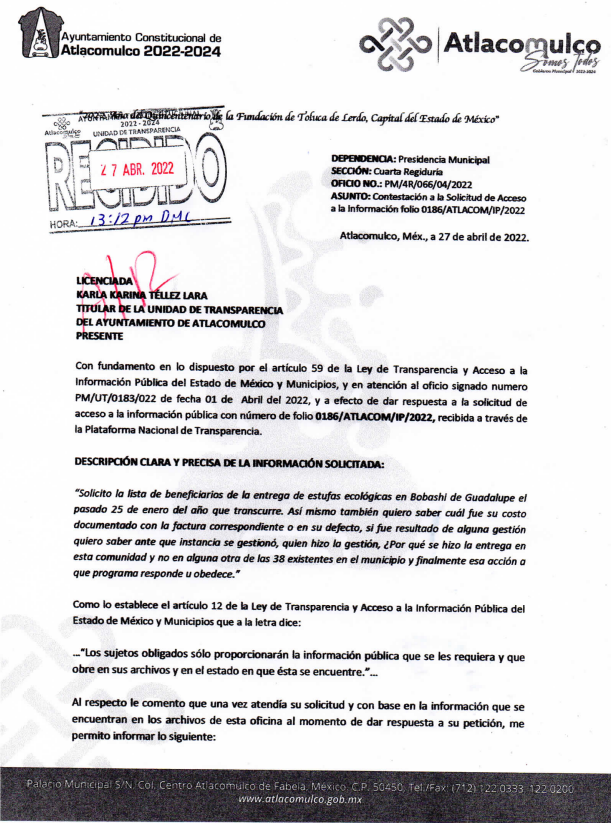 Ayuntamiento Constitucional de
Atlacomulco 2022-2024
Atlacomulco
Somos Todos
Gobierno Municipal | 2022-2024
"2022. Año del Quincentenario de la Fundación de Toluca de Lerdo, Capital del Estado de México"
2022 - 2024
Atlacomulco
UNIDAD DE TRANSPARENCIA
RECIBIDO
27 ABR. 2022
HORA: 13:12 pm DMC
DEPENDENCIA: Presidencia Municipal
SECCIÓN: Cuarta Regiduría
OFICIO NO.: PM/4R/066/04/2022
ASUNTO: Contestación a la Solicitud de Acceso
a la Información folio 0186/ATLACOM/IP/2022
Atlacomulco, Méx., a 27 de abril de 2022.
LICENCIADA
KARLA KARINA TÉLLEZ LARA
TITULAR DE LA UNIDAD DE TRANSPARENCIA
DEL AYUNTAMIENTO DE ATLACOMULCO
PRESENTE
Con fundamento en lo dispuesto por el artículo 59 de la Ley de Transparencia y Acceso a la
Información Pública del Estado de México y Municipios, y en atención al oficio signado numero
PM/UT/0183/022 de fecha 01 de Abril del 2022, y a efecto de dar respuesta a la solicitud de
acceso a la información pública con número de folio 0186/ATLACOM/IP/2022, recibida a través de
la Plataforma Nacional de Transparencia.
DESCRIPCIÓN CLARA Y PRECISA DE LA INFORMACIÓN SOLICITADA:
"Solicito la lista de beneficiarios de la entrega de estufas ecológicas en Bobashi de Guadalupe el
pasado 25 de enero del año que transcurre. Así mismo también quiero saber cuál fue su costo
documentado con la factura correspondiente o en su defecto, si fue resultado de alguna gestión
quiero saber ante que instancia se gestionó, quien hizo la gestión, ¿Por qué se hizo la entrega en
esta comunidad y no en alguna otra de las 38 existentes en el municipio y finalmente esa acción a
que programa responde u obedece."
Como lo establece el artículo 12 de la Ley de Transparencia y Acceso a la Información Pública del
Estado de México y Municipios que a la letra dice:
..."Los sujetos obligados sólo proporcionarán la información pública que se les requiera y que
obre en sus archivos y en el estado en que ésta se encuentre."...
Al respecto le comento que una vez atendía su solicitud y con base en la información que se
encuentran en los archivos de esta oficina al momento de dar respuesta a su petición, me
permito informar lo siguiente:
Palacio Municipal S/N, Col. Centro Atlacomulco de Fabela, México, C.P. 50450, Tel./Fax: (712) 122 0333, 122 0200
www.atlacomulco.gob.mx